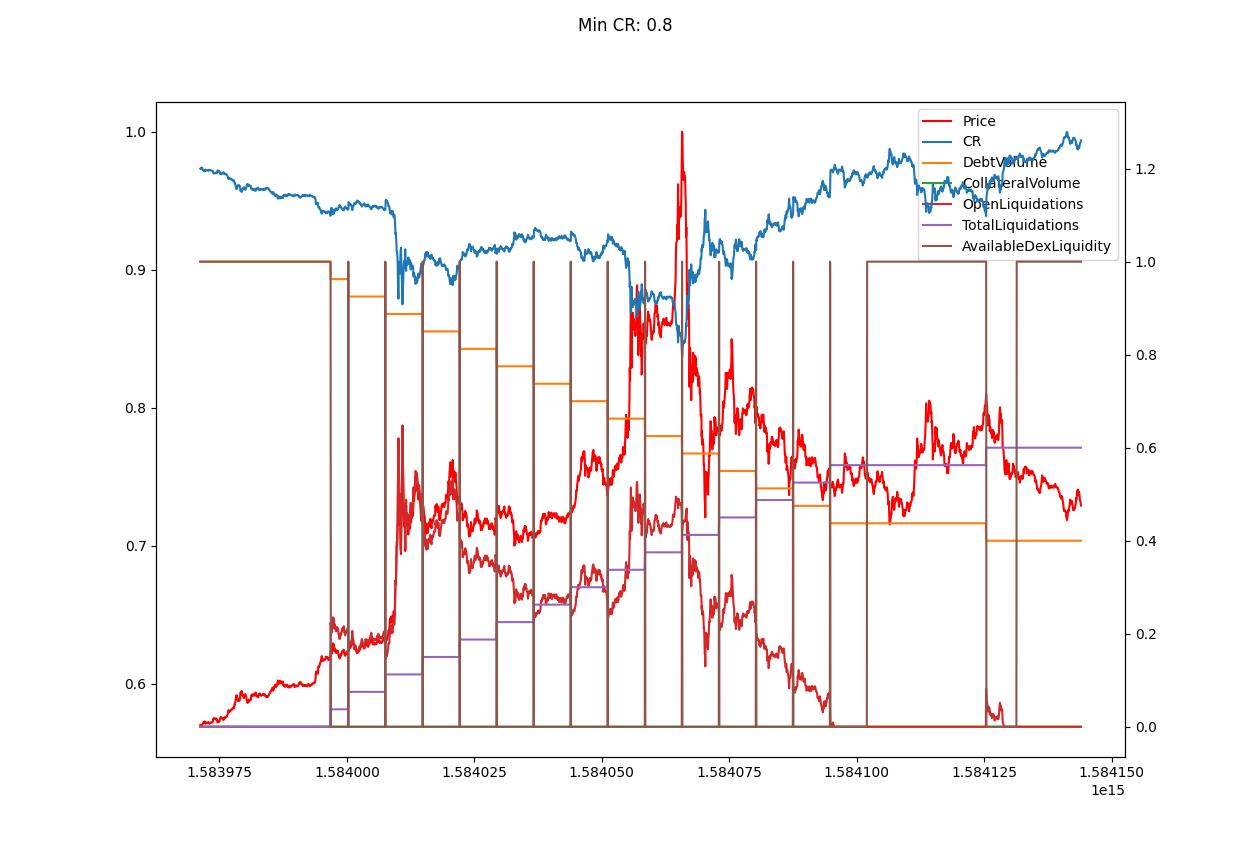 Min CR: 0.8
Price
CR
DebtVolume
CollateralVolume
OpenLiquidations
TotalLiquidations
AvailableDexLiquidity
1.0
0.9
0.8
0.7
0.6
1.2
1.0
0.8
0.6
0.4
0.2
0.0
1.583975 1.584000 1.584025 1.584050 1.584075 1.584100 1.584125 1.584150
1e15